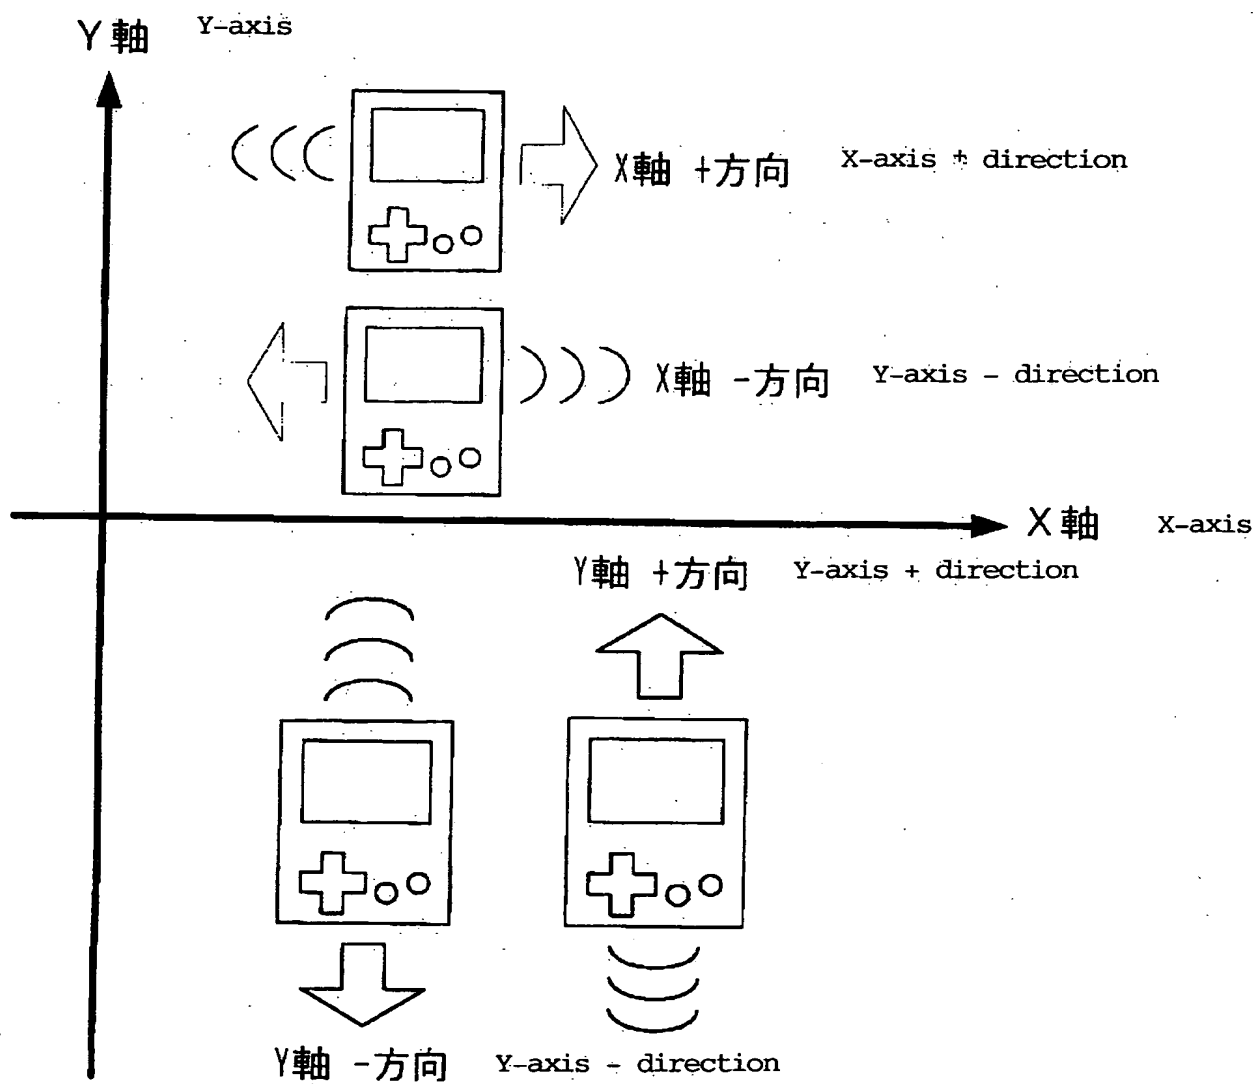 Y軸 Y-axis
X軸 +方向 X-axis + direction
X軸 -方向 Y-axis - direction
X軸 X-axis
Y軸 +方向 Y-axis + direction
Y軸 -方向 Y-axis - direction